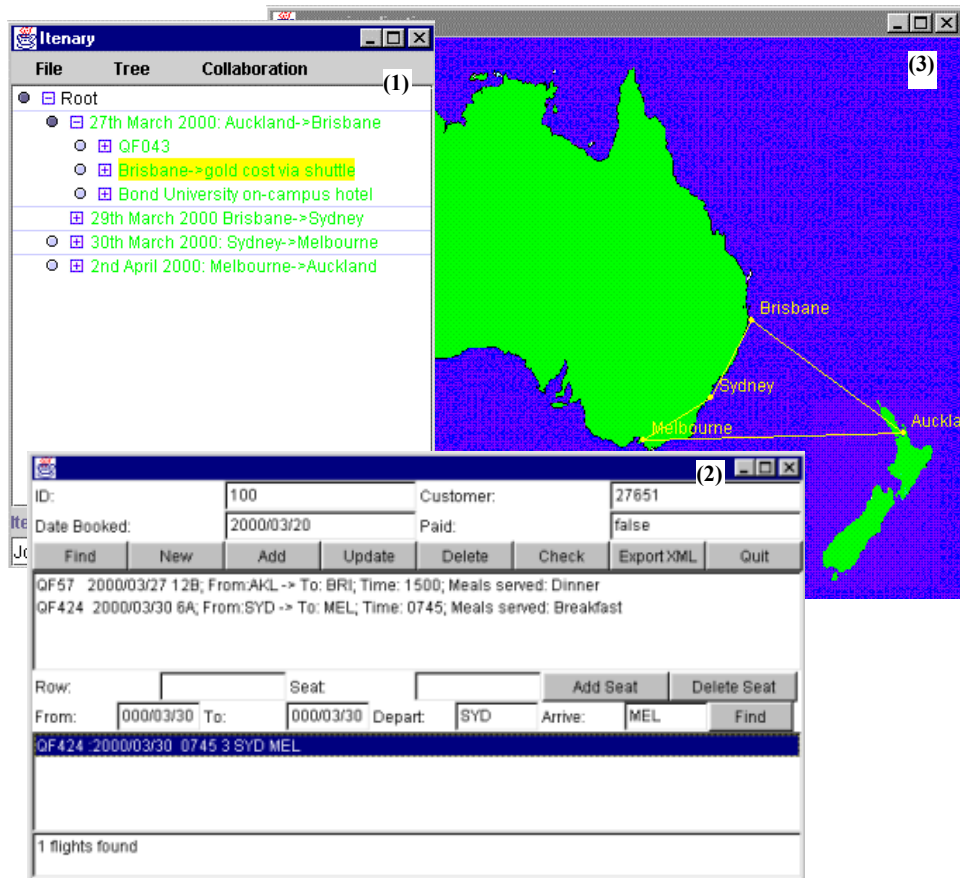 Itenary
File Tree Collaboration
(1)
Root
27th March 2000: Auckland->Brisbane
QF043
Brisbane->gold cost via shuttle
Bond University on-campus hotel
29th March 2000 Brisbane->Sydney
30th March 2000: Sydney->Melbourne
2nd April 2000: Melbourne->Auckland
(3)
Brisbane
Sydney
Melbourne
Auckla
(2)
ID: 100 Customer: 27651
Date Booked: 2000/03/20 Paid: false
Find New Add Update Delete Check Export XML Quit
QF57 2000/03/27 12B; From:AKL -> To: BRI; Time: 1500; Meals served: Dinner
QF424 2000/03/30 6A; From:SYD -> To: MEL; Time: 0745; Meals served: Breakfast
Row: Seat: Add Seat Delete Seat
From: 000/03/30 To: 000/03/30 Depart: SYD Arrive: MEL Find
QF424 :2000/03/30 0745 3 SYD MEL
1 flights found
Ite